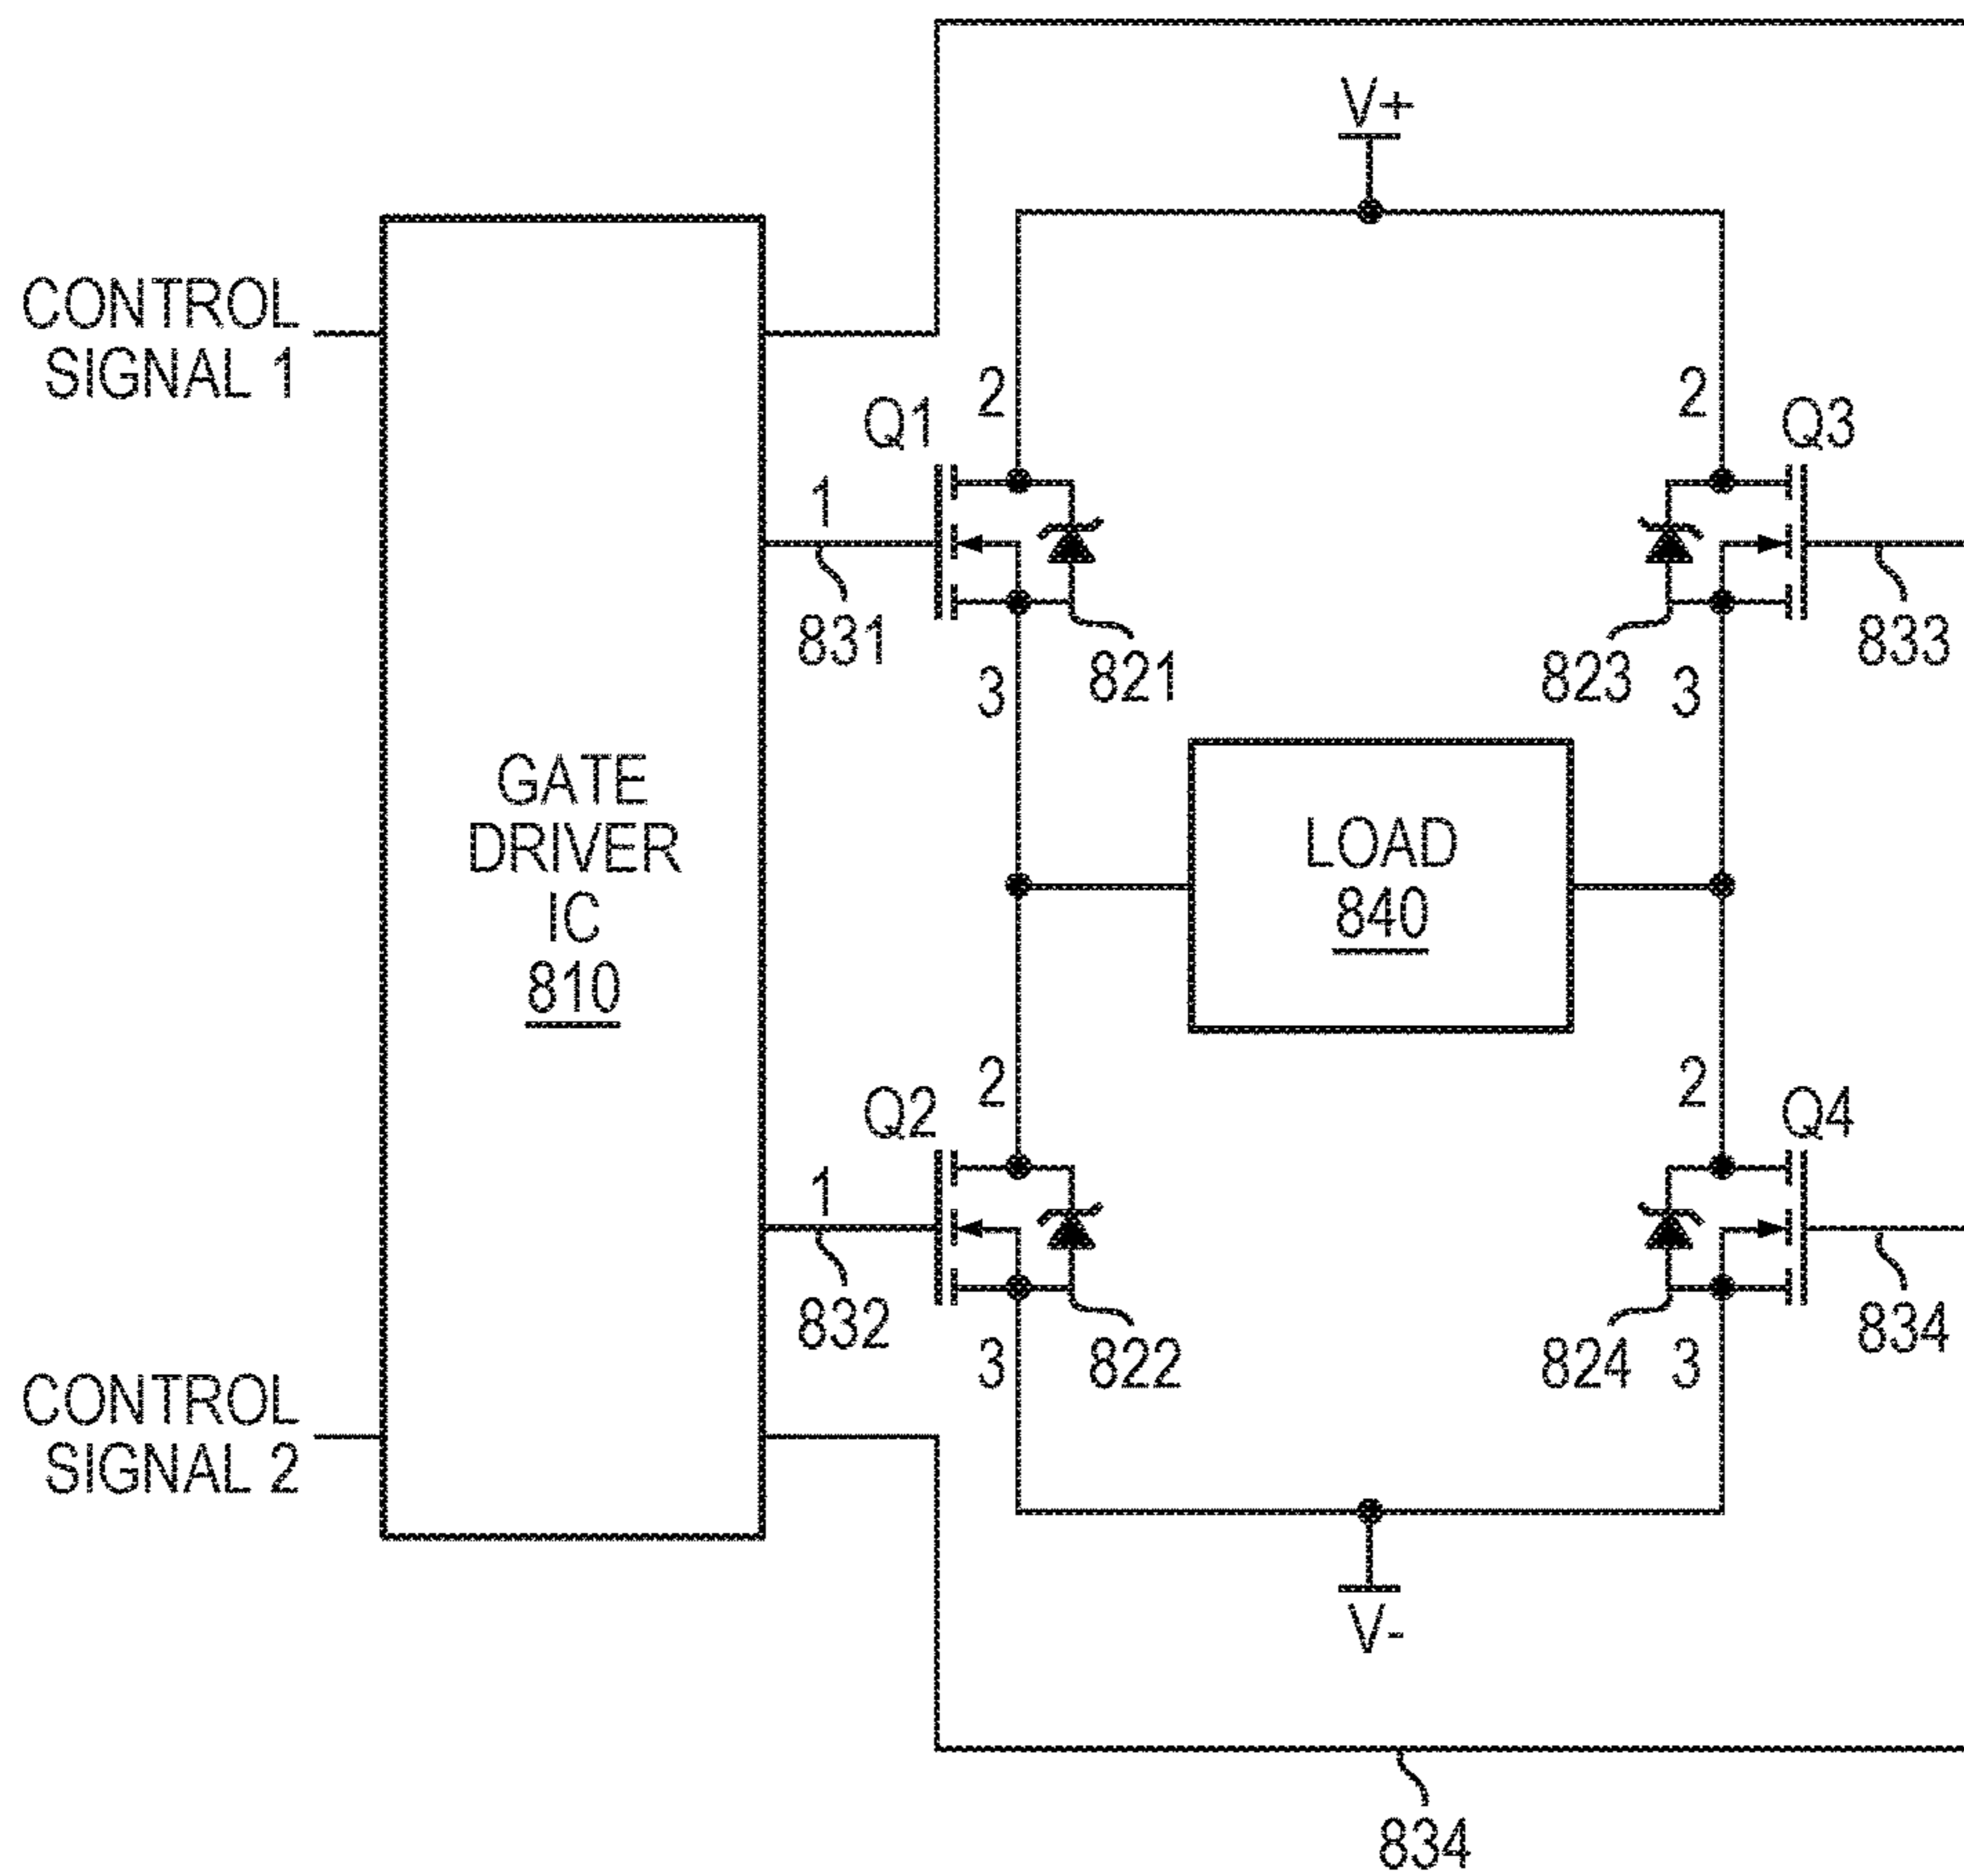 V+
CONTROL
SIGNAL 1
2
2
Q1
Q3
1
831
821
823
833
3
3
GATE
DRIVER
IC
810
LOAD
840
2
2
Q2
Q4
1
832
822
824
834
3
3
CONTROL
SIGNAL 2
V-
834